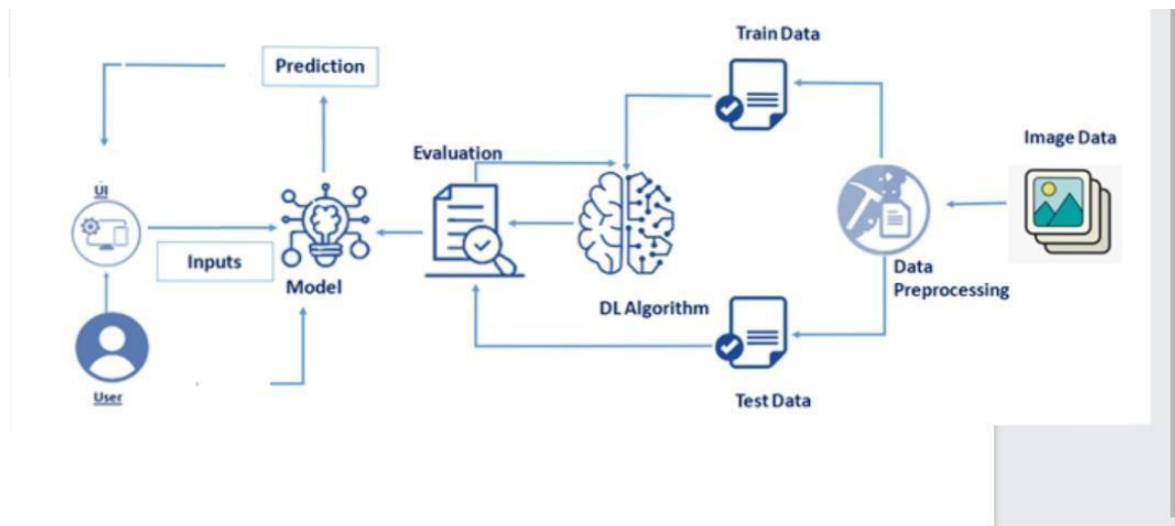 Train Data
Prediction
Image Data
Evaluation
UI
Inputs
Model
Data
Preprocessing
DL Algorithm
User
Test Data